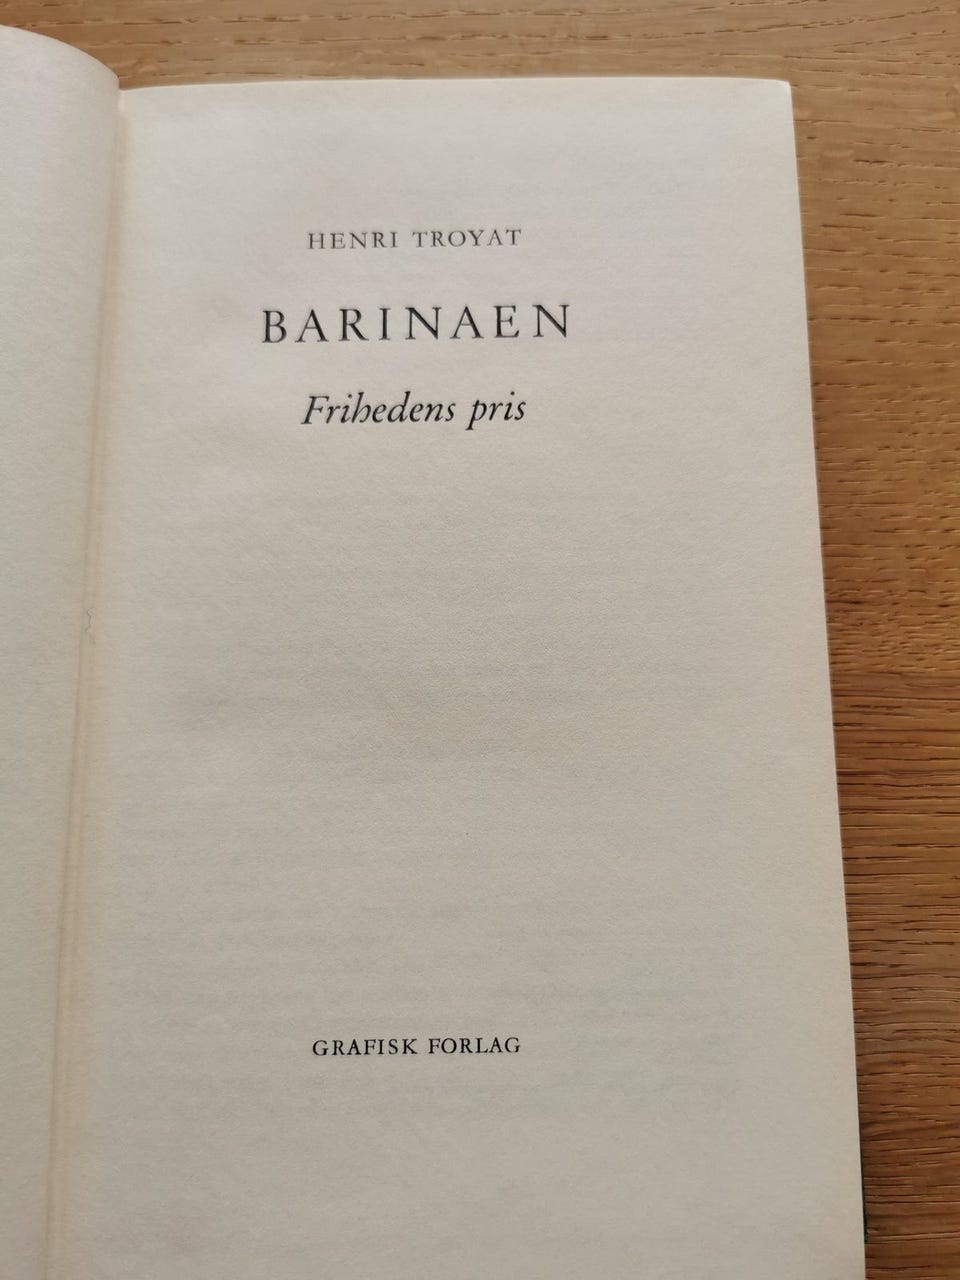 HENRI TROYAT
BARINAEN
Frihedens pris
GRAFISK FORLAG